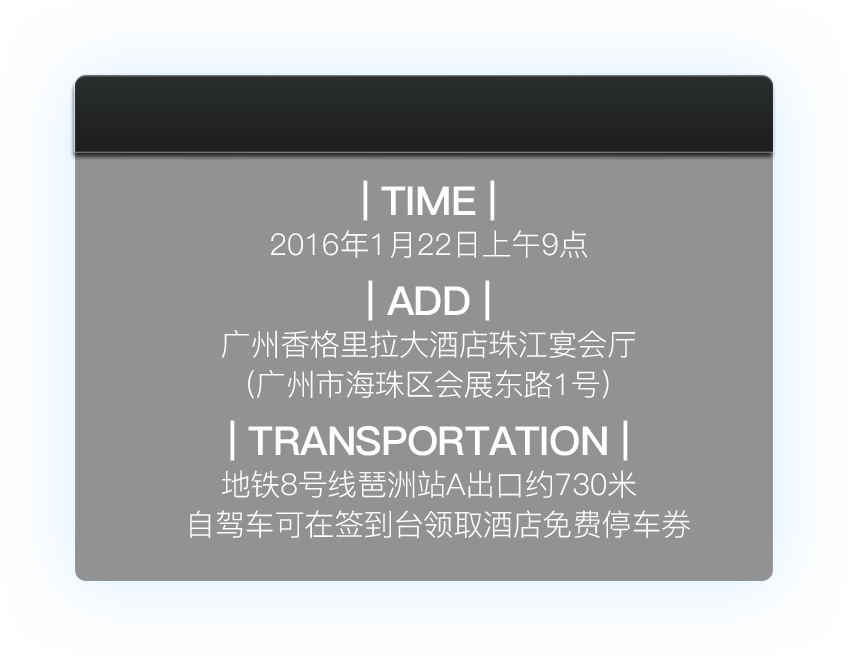 | TIME |
2016年1月22日上午9点
| ADD |
广州香格里拉大酒店珠江宴会厅
（广州市海珠区会展东路1号）
| TRANSPORTATION |
地铁8号线琶洲站A出口约730米
自驾车可在签到台领取酒店免费停车券